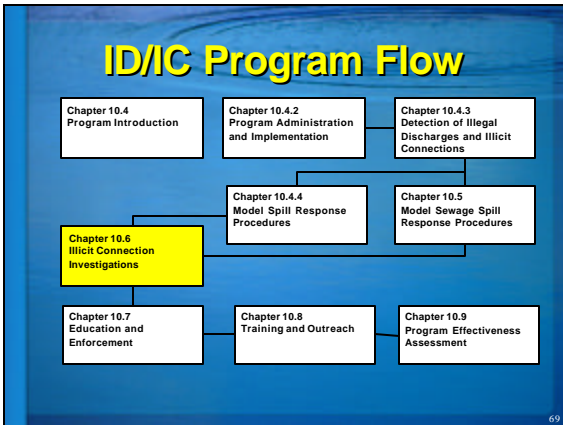 ID/IC Program Flow
Chapter 10.4
Program Introduction
Chapter 10.4.2
Program Administration
and Implementation
Chapter 10.4.3
Detection of Illegal
Discharges and Illicit
Connections
Chapter 10.4.4
Model Spill Response
Procedures
Chapter 10.5
Model Sewage Spill
Response Procedures
Chapter 10.6
Illicit Connection
Investigations
Chapter 10.7
Education and
Enforcement
Chapter 10.8
Training and Outreach
Chapter 10.9
Program Effectiveness
Assessment
69